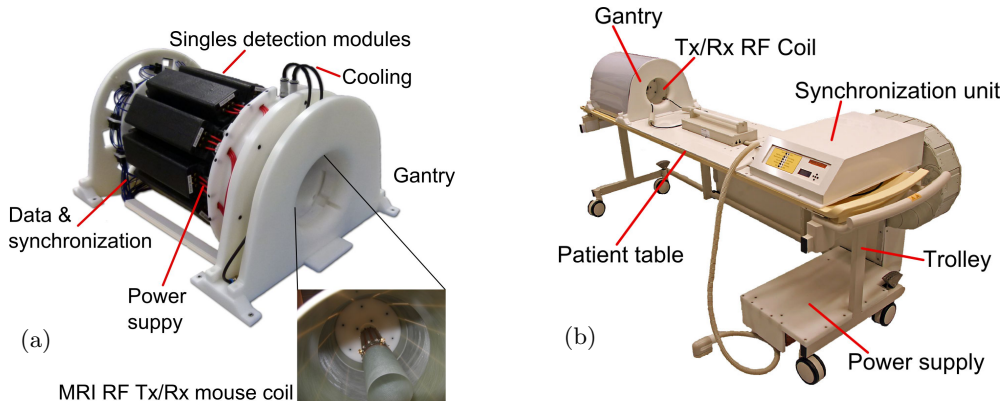 Singles detection modules
Cooling
Gantry
Data &
synchronization
Power
suppy
(a)
MRI RF Tx/Rx mouse coil
Gantry
Tx/Rx RF Coil
Synchronization unit
Patient table
Trolley
(b)
Power supply